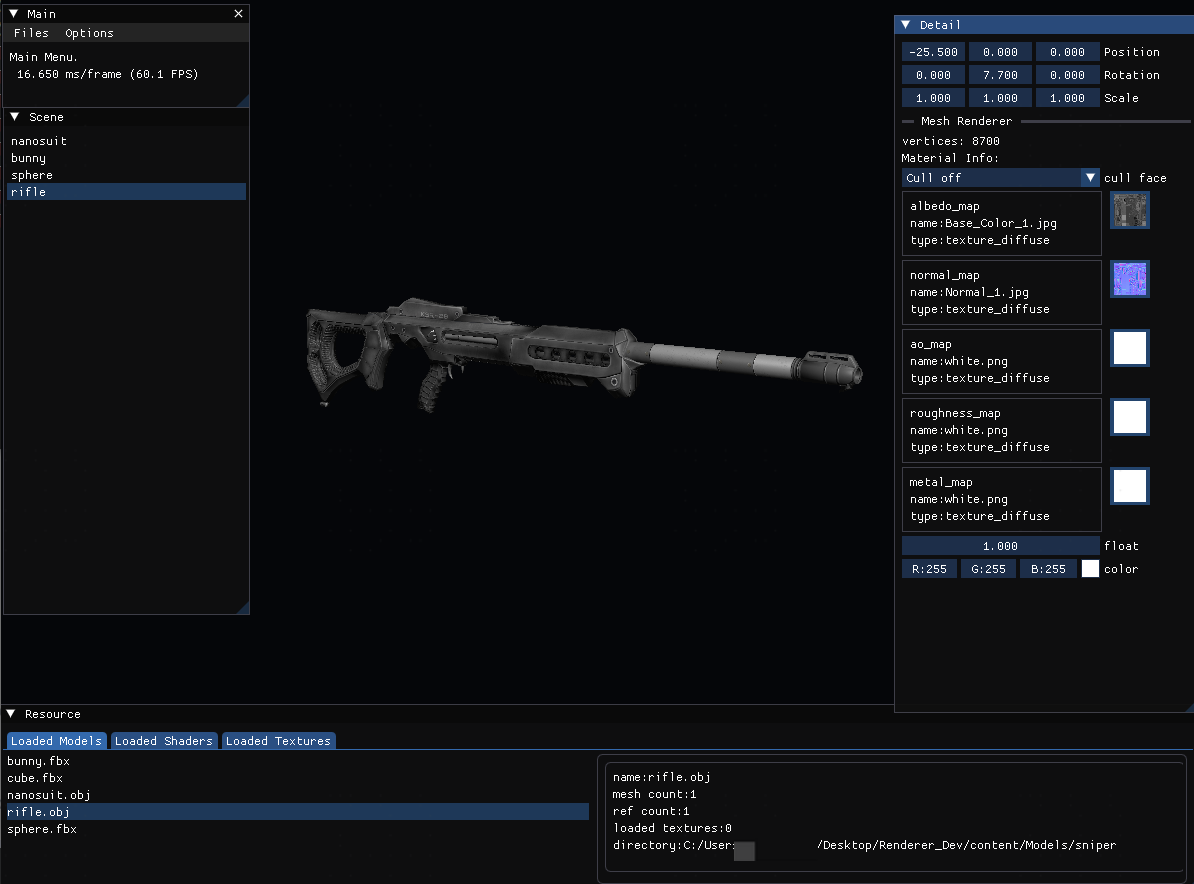 Main
Files Options
Main Menu.
16.650 ms/frame (60.1 FPS)
Scene
nanosuit
bunny
sphere
rifle
Detail
-25.500 0.000 0.000 Position
0.000 7.700 0.000 Rotation
1.000 1.000 1.000 Scale
Mesh Renderer
vertices: 8700
Material Info:
Cull off cull face
albedo_map
name:Base_Color_1.jpg
type:texture_diffuse
normal_map
name:Normal_1.jpg
type:texture_diffuse
ao_map
name:white.png
type:texture_diffuse
roughness_map
name:white.png
type:texture_diffuse
metal_map
name:white.png
type:texture_diffuse
1.000 float
R:255 G:255 B:255 color
Resource
Loaded Models Loaded Shaders Loaded Textures
bunny.fbx
cube.fbx
nanosuit.obj
rifle.obj
sphere.fbx
name:rifle.obj
mesh count:1
ref count:1
loaded textures:0
directory:C:/User /Desktop/Renderer_Dev/content/Models/sniper